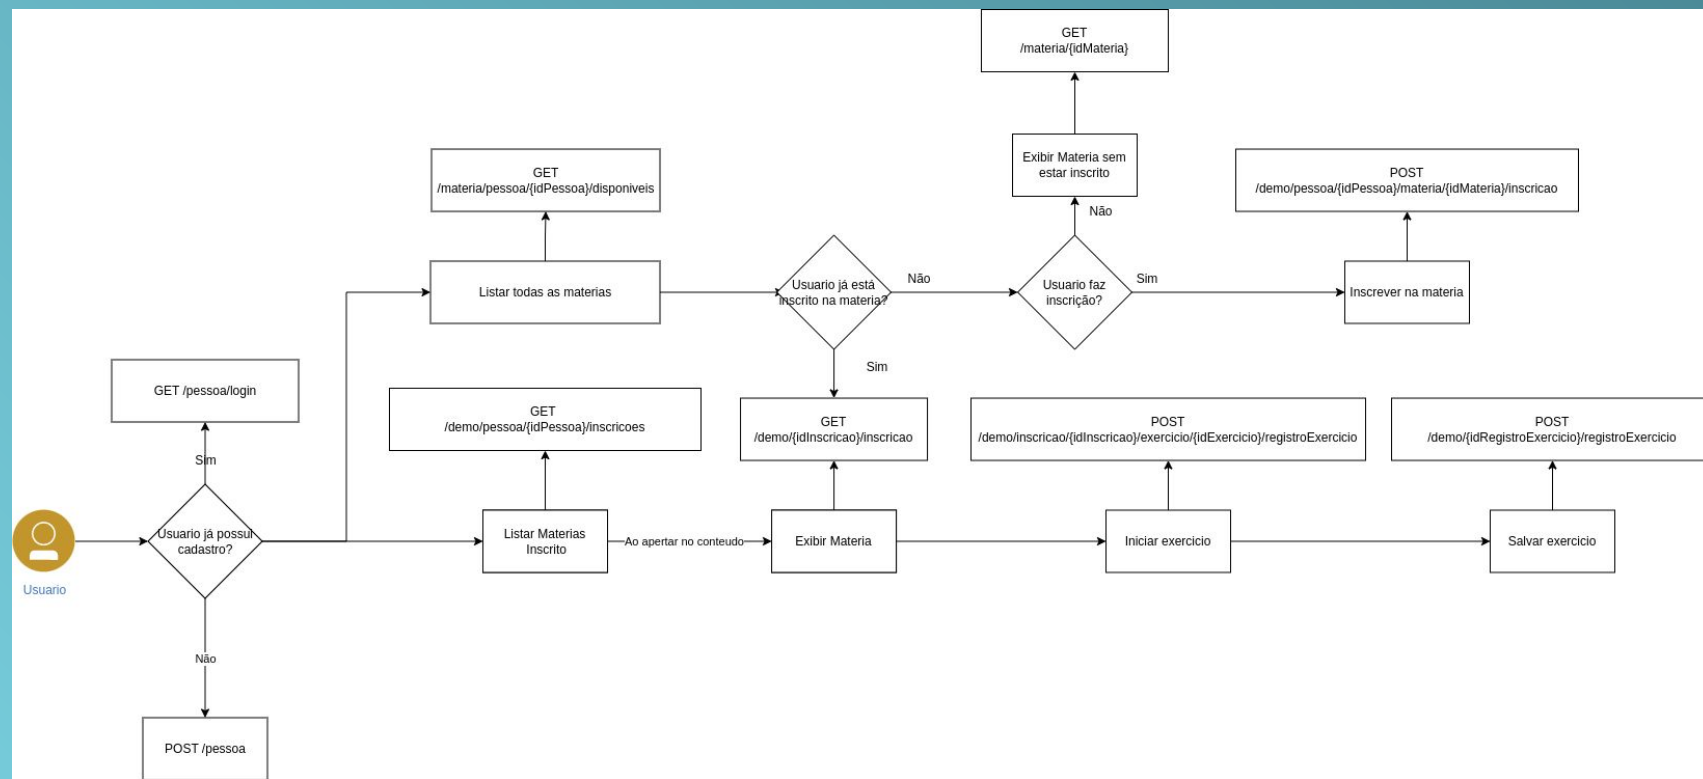 GET
/materia/{idMateria}
Exibir Materia sem
estar inscrito
Não
GET
/materia/pessoa/{idPessoa}/disponiveis
POST
/demo/pessoa/{idPessoa}/materia/{idMateria}/inscricao
Listar todas as materias
Usuario já está
inscrito na materia?
Não
Usuario faz
inscrição?
Sim
Inscrever na materia
Sim
GET /pessoa/login
GET
/demo/pessoa/{idPessoa}/inscricoes
GET
/demo/{idInscricao}/inscricao
POST
/demo/inscricao/{idInscricao}/exercicio/{idExercicio}/registroExercicio
POST
/demo/{idRegistroExercicio}/registroExercicio
Sim
Usuario já possui
cadastro?
Listar Materias
Inscrito
Ao apertar no conteudo
Exibir Materia
Iniciar exercicio
Salvar exercicio
Usuario
Não
POST /pessoa